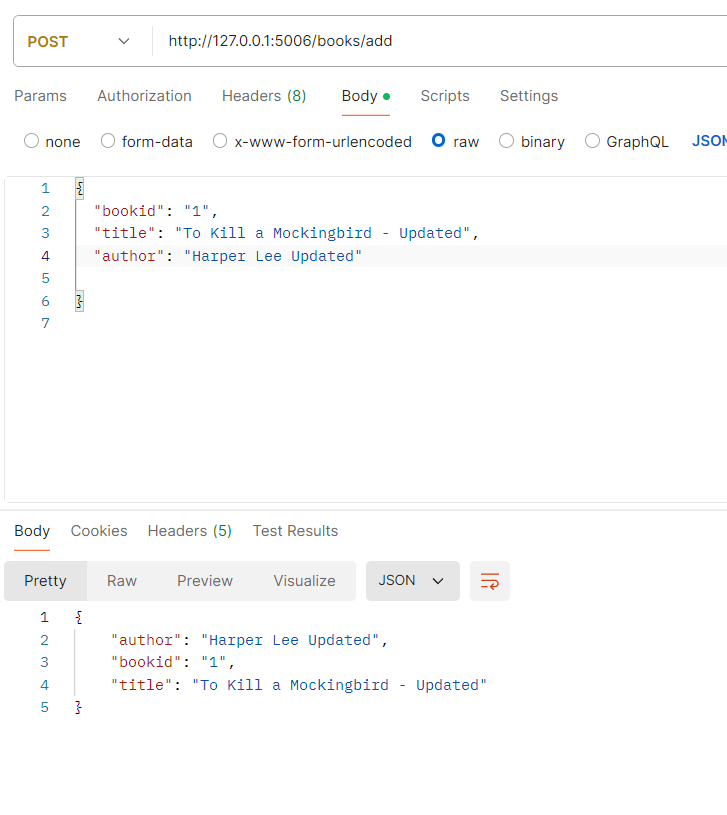 POST http://127.0.0.1:5006/books/add
Params Authorization Headers (8) Body Scripts Settings
none form-data x-www-form-urlencoded raw binary GraphQL JSON
1 {
2 "bookid": "1",
3 "title": "To Kill a Mockingbird - Updated",
4 "author": "Harper Lee Updated"
5
6 }
7
Body Cookies Headers (5) Test Results
Pretty Raw Preview Visualize JSON
1 {
2 "author": "Harper Lee Updated",
3 "bookid": "1",
4 "title": "To Kill a Mockingbird - Updated"
5 }